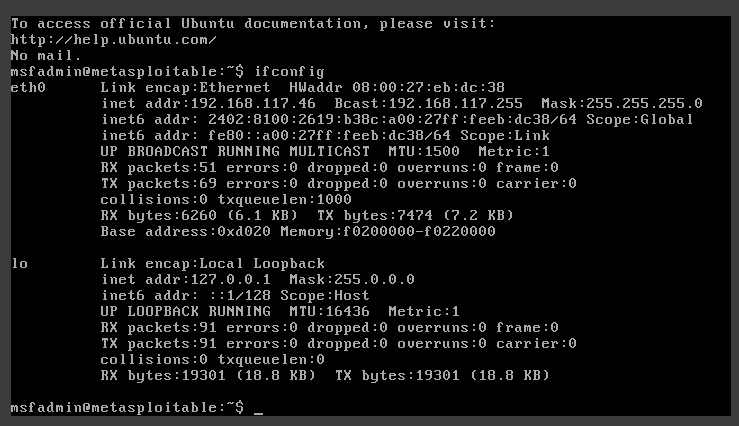 To access official Ubuntu documentation, please visit:
http://help.ubuntu.com/
No mail.
msfadmin@metasploitable:~$ ifconfig
eth0      Link encap:Ethernet  HWaddr 08:00:27:eb:dc:38
          inet addr:192.168.117.46  Bcast:192.168.117.255  Mask:255.255.255.0
          inet6 addr: 2402:8100:2619:b38c:a00:27ff:feeb:dc38/64 Scope:Global
          inet6 addr: fe80::a00:27ff:feeb:dc38/64 Scope:Link
          UP BROADCAST RUNNING MULTICAST  MTU:1500  Metric:1
          RX packets:51 errors:0 dropped:0 overruns:0 frame:0
          TX packets:69 errors:0 dropped:0 overruns:0 carrier:0
          collisions:0 txqueuelen:1000
          RX bytes:6260 (6.1 KB)  TX bytes:7474 (7.2 KB)
          Base address:0xd020 Memory:f0200000-f0220000

lo        Link encap:Local Loopback
          inet addr:127.0.0.1  Mask:255.0.0.0
          inet6 addr: ::1/128 Scope:Host
          UP LOOPBACK RUNNING  MTU:16436  Metric:1
          RX packets:91 errors:0 dropped:0 overruns:0 frame:0
          TX packets:91 errors:0 dropped:0 overruns:0 carrier:0
          collisions:0 txqueuelen:0
          RX bytes:19301 (18.8 KB)  TX bytes:19301 (18.8 KB)

msfadmin@metasploitable:~$ _